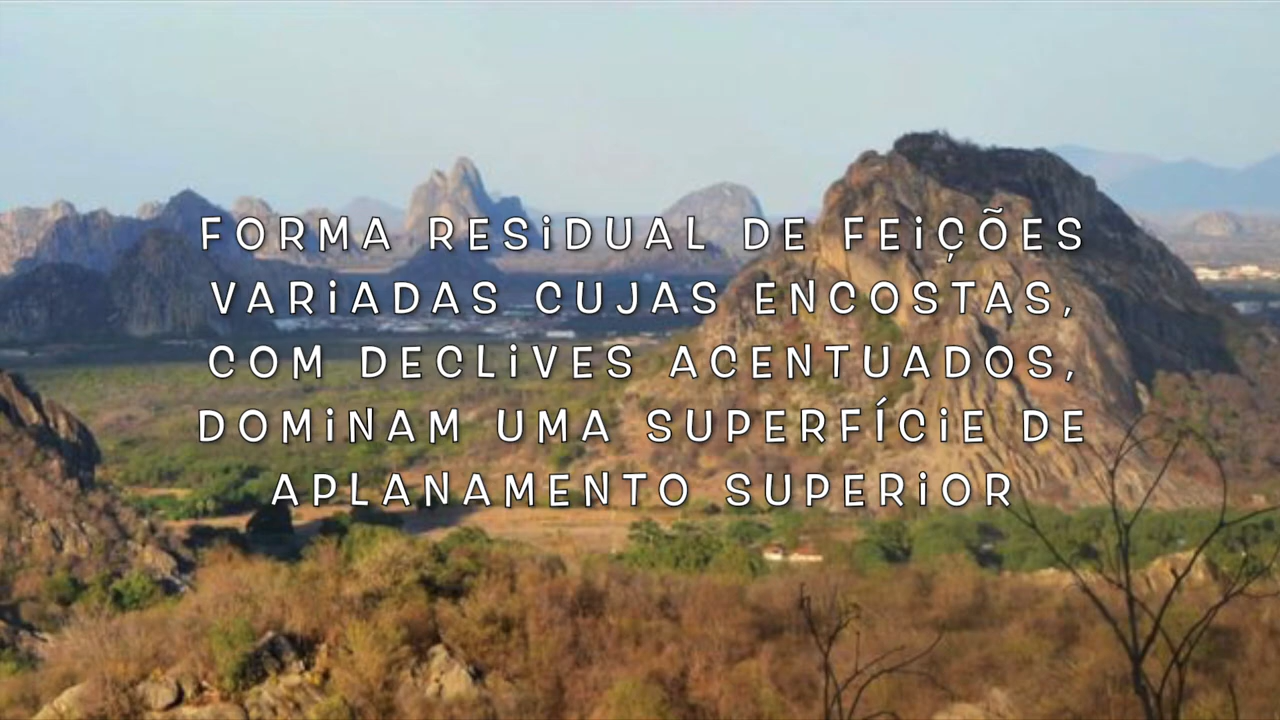 FORMA RESiDUAL DE FEiÇÕES
VARiADAS CUJAS ENCOSTAS,
COM DECLiVES ACENTUADOS,
DOMiNAM UMA SUPERFÍCiE DE
APLANAMENTO SUPERiOR